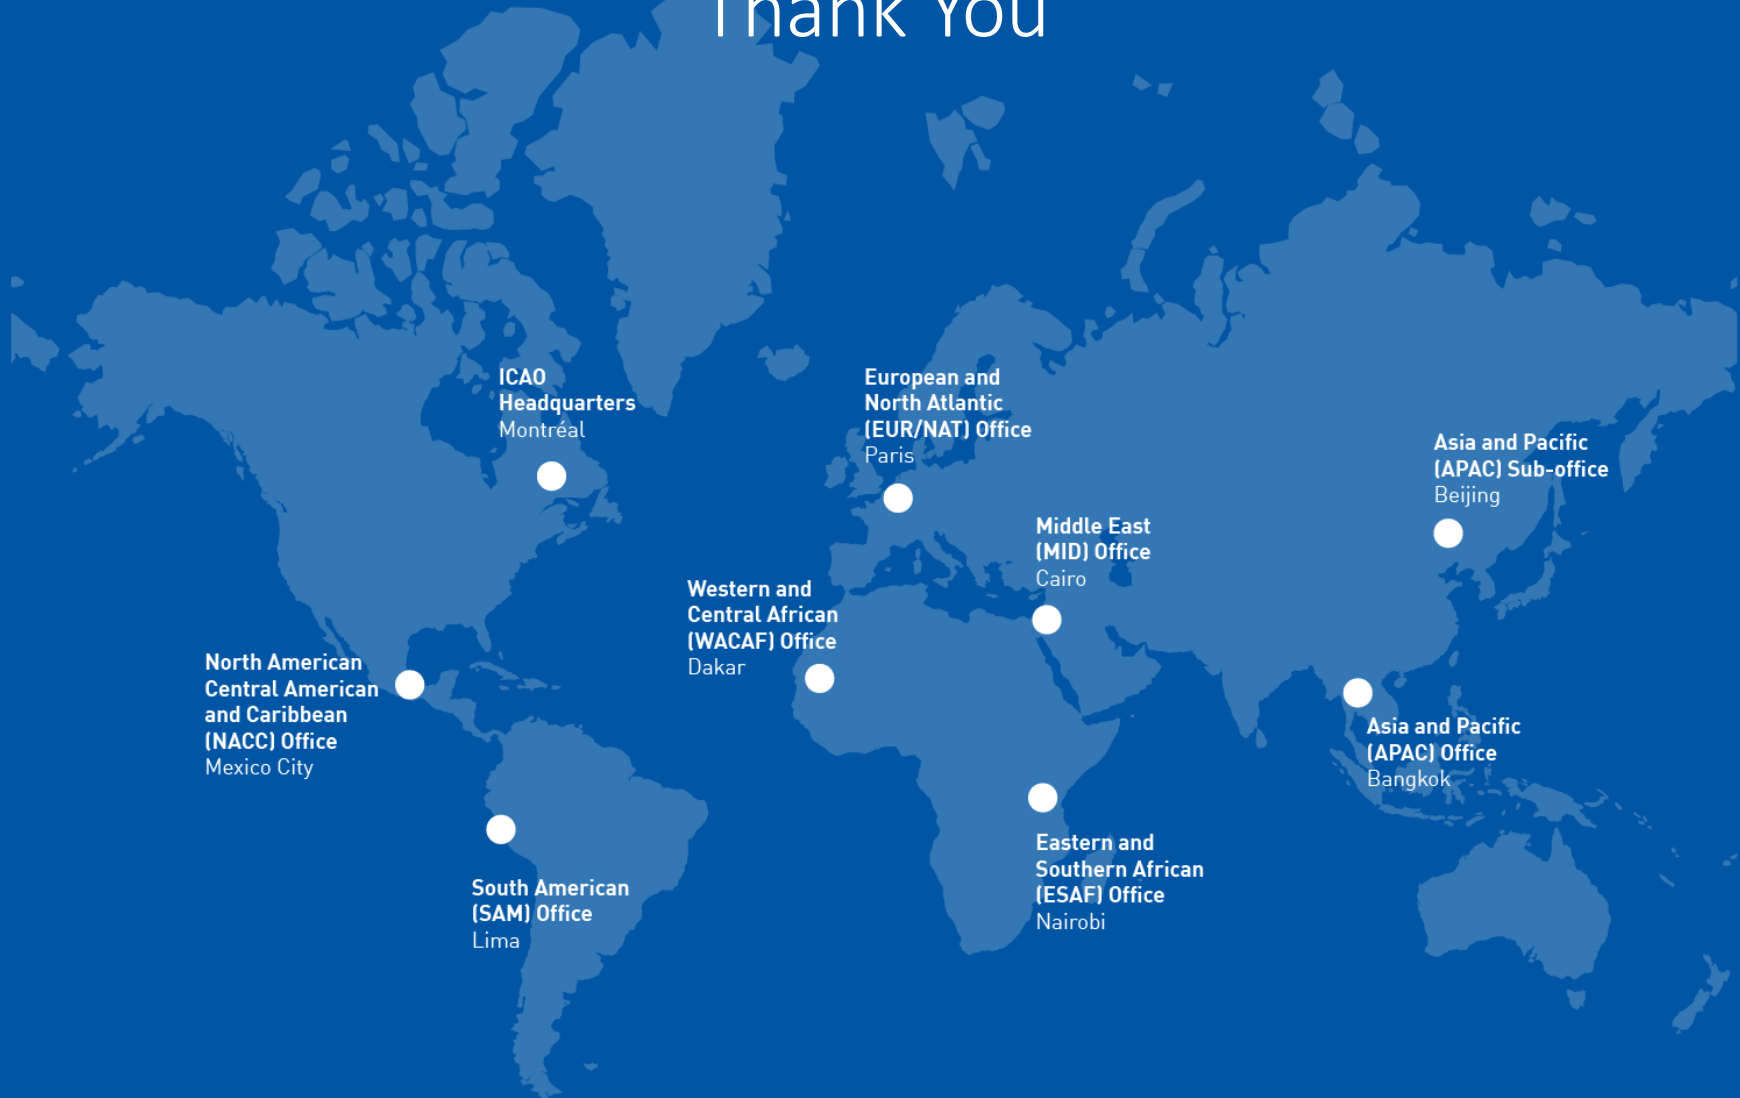 Thank You
ICAO
Headquarters
Montréal
European and
North Atlantic
(EUR/NAT) Office
Paris
Asia and Pacific
(APAC) Sub-office
Beijing
Middle East
(MID) Office
Cairo
Western and
Central African
(WACAF) Office
Dakar
North American
Central American
and Caribbean
(NACC) Office
Mexico City
Asia and Pacific
(APAC) Office
Bangkok
South American
(SAM) Office
Lima
Eastern and
Southern African
(ESAF) Office
Nairobi